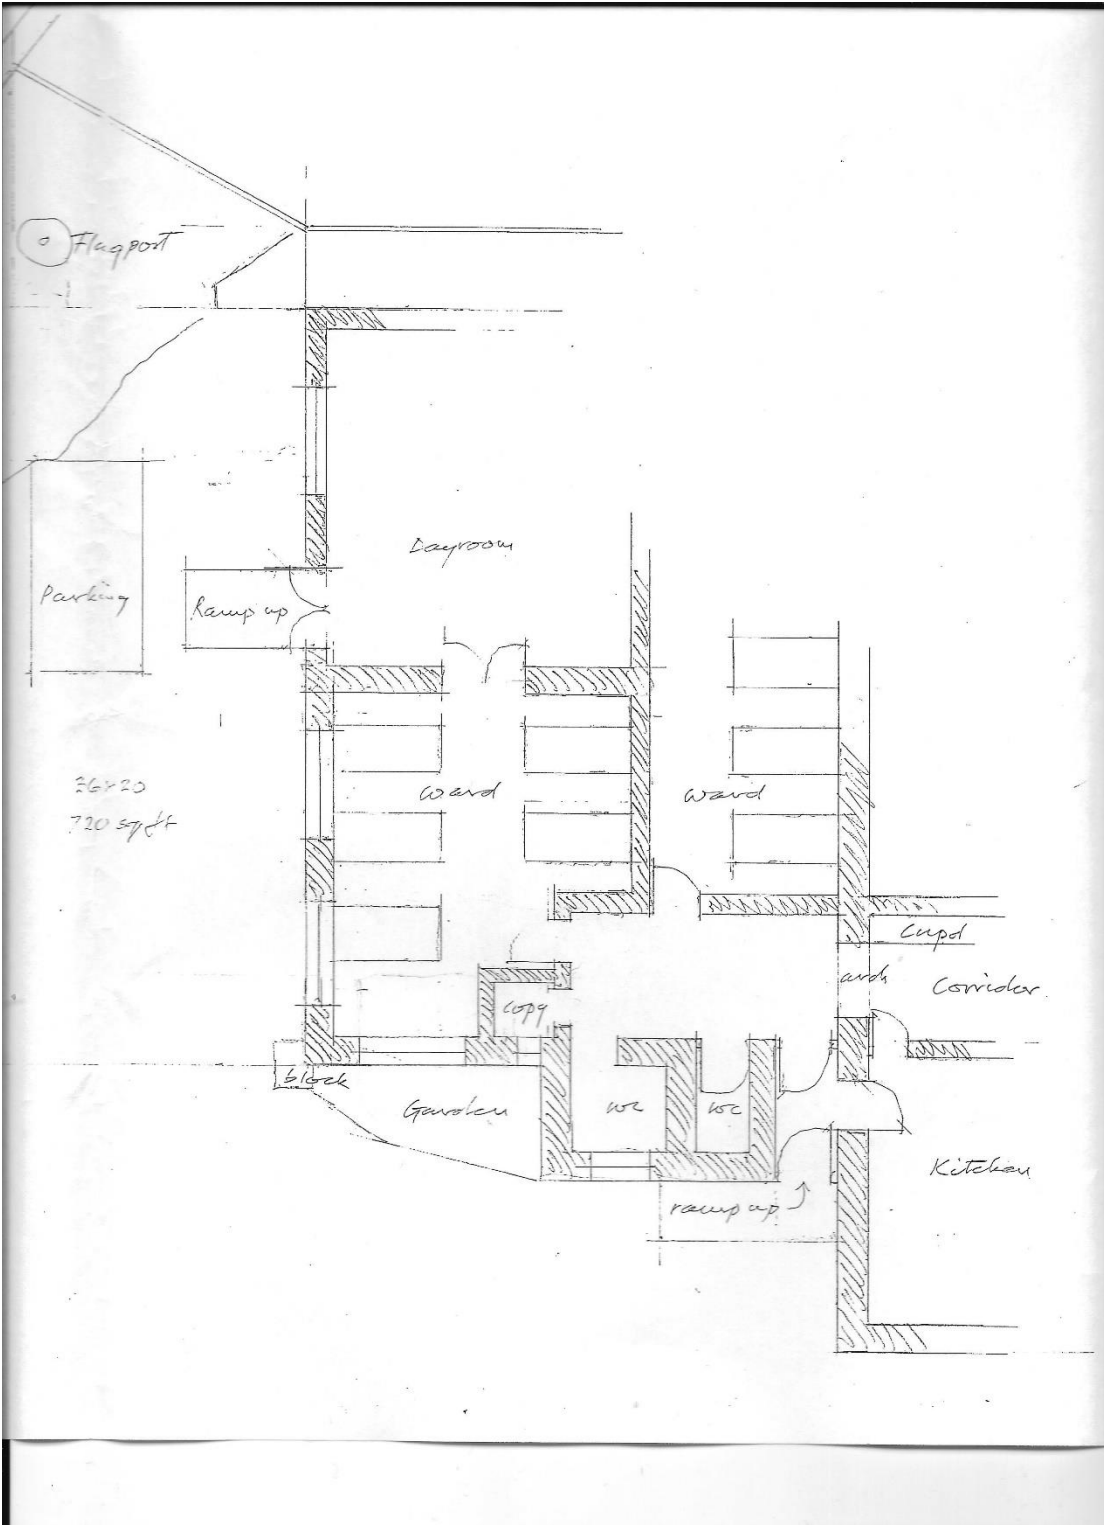 Flagport
Dayroom
Parking
Ramp up
36x20
720 sq ft
ward
ward
Cupd
arch
Corridor
copy
block
Garden
wc
wc
Kitchen
ramp up